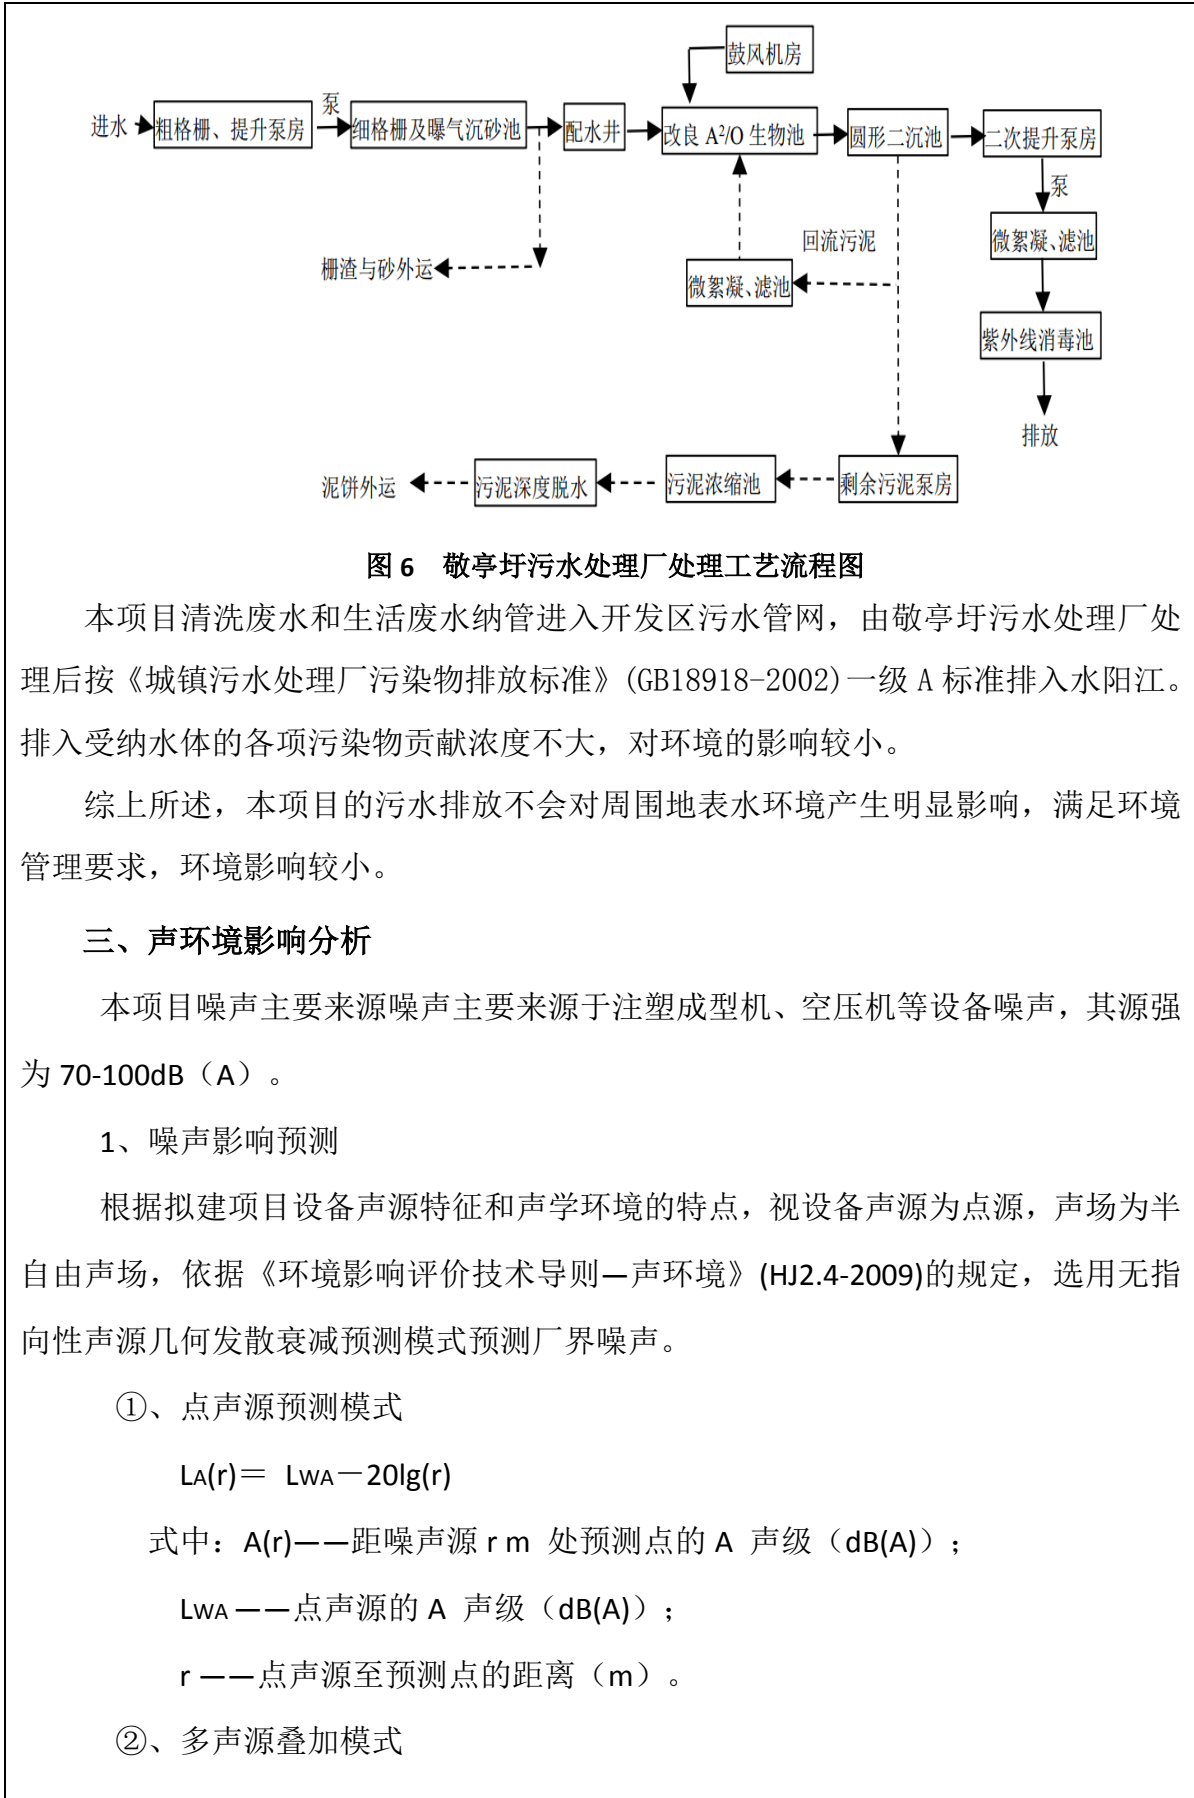 鼓风机房
进水
粗格栅、提升泵房
泵
细格栅及曝气沉砂池
配水井
改良 A²/O 生物池
圆形二沉池
二次提升泵房
泵
回流污泥
微絮凝、滤池
栅渣与砂外运
微絮凝、滤池
紫外线消毒池
排放
泥饼外运
污泥深度脱水
污泥浓缩池
剩余污泥泵房
图 6 敬亭圩污水处理厂处理工艺流程图
本项目清洗废水和生活废水纳管进入开发区污水管网，由敬亭圩污水处理厂处
理后按《城镇污水处理厂污染物排放标准》(GB18918-2002)一级 A 标准排入水阳江。
排入受纳水体的各项污染物贡献浓度不大，对环境的影响较小。
综上所述，本项目的污水排放不会对周围地表水环境产生明显影响，满足环境
管理要求，环境影响较小。
三、声环境影响分析
本项目噪声主要来源噪声主要来源于注塑成型机、空压机等设备噪声，其源强
为 70-100dB（A）。
1、噪声影响预测
根据拟建项目设备声源特征和声学环境的特点，视设备声源为点源，声场为半
自由声场，依据《环境影响评价技术导则—声环境》(HJ2.4-2009)的规定，选用无指
向性声源几何发散衰减预测模式预测厂界噪声。
①、点声源预测模式
LA(r)＝ LWA－20lg(r)
式中：A(r)——距噪声源 r m 处预测点的 A 声级（dB(A)）；
LWA ——点声源的 A 声级（dB(A)）；
r ——点声源至预测点的距离（m）。
②、多声源叠加模式